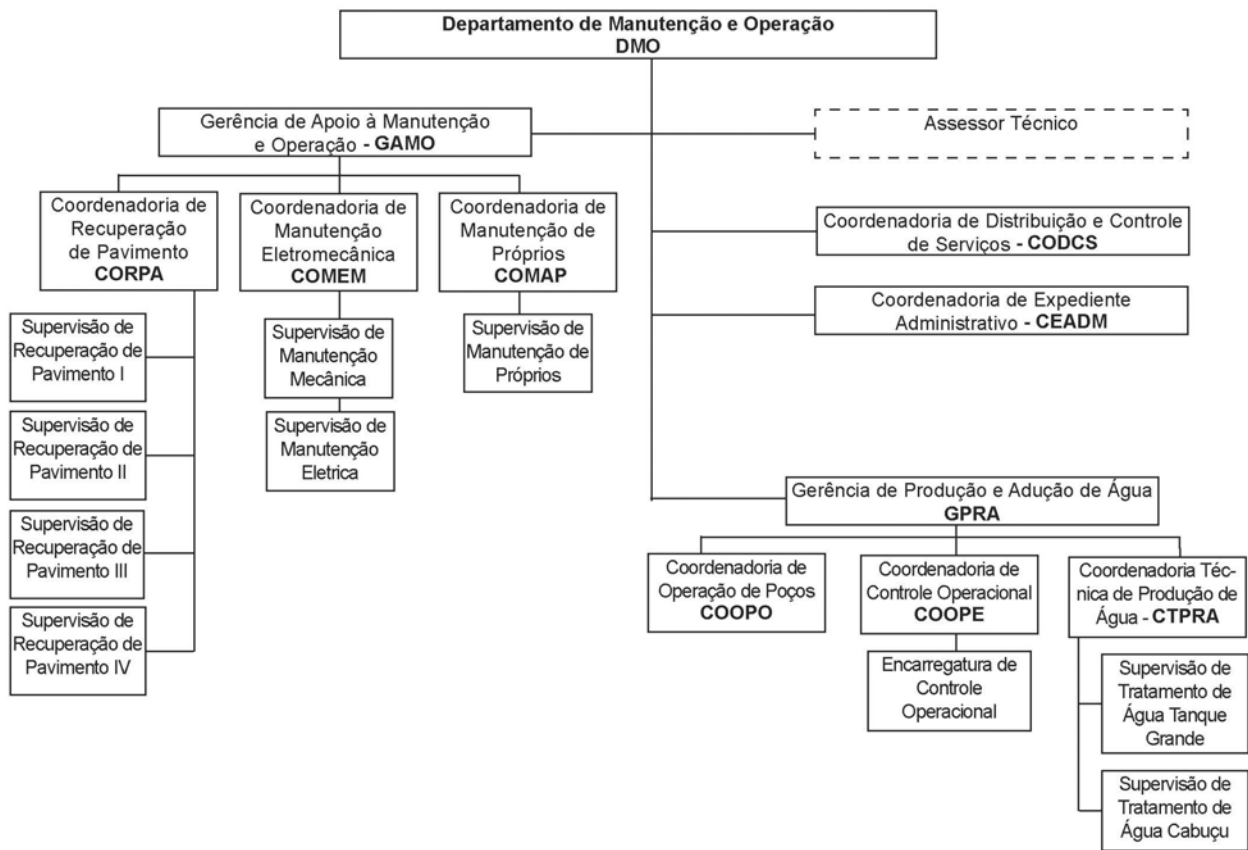 Departamento de Manutenção e Operação
DMO
Gerência de Apoio à Manutenção
e Operação - GAMO
Assessor Técnico
Coordenadoria de
Recuperação
de Pavimento
CORPA
Coordenadoria de
Manutenção
Eletromecânica
COMEM
Coordenadoria de
Manutenção de
Próprios
COMAP
Coordenadoria de Distribuição e Controle
de Serviços - CODCS
Coordenadoria de Expediente
Administrativo - CEADM
Supervisão de
Recuperação de
Pavimento I
Supervisão de
Manutenção
Mecânica
Supervisão de
Manutenção de
Próprios
Supervisão de
Recuperação de
Pavimento II
Supervisão de
Manutenção
Eletrica
Supervisão de
Recuperação de
Pavimento III
Supervisão de
Recuperação de
Pavimento IV
Gerência de Produção e Adução de Água
GPRA
Coordenadoria de
Operação de Poços
COOPO
Coordenadoria de
Controle Operacional
COOPE
Coordenadoria Téc-
nica de Produção de
Água - CTPRA
Encarregatura de
Controle
Operacional
Supervisão de
Tratamento de
Água Tanque
Grande
Supervisão de
Tratamento de
Água Cabuçu